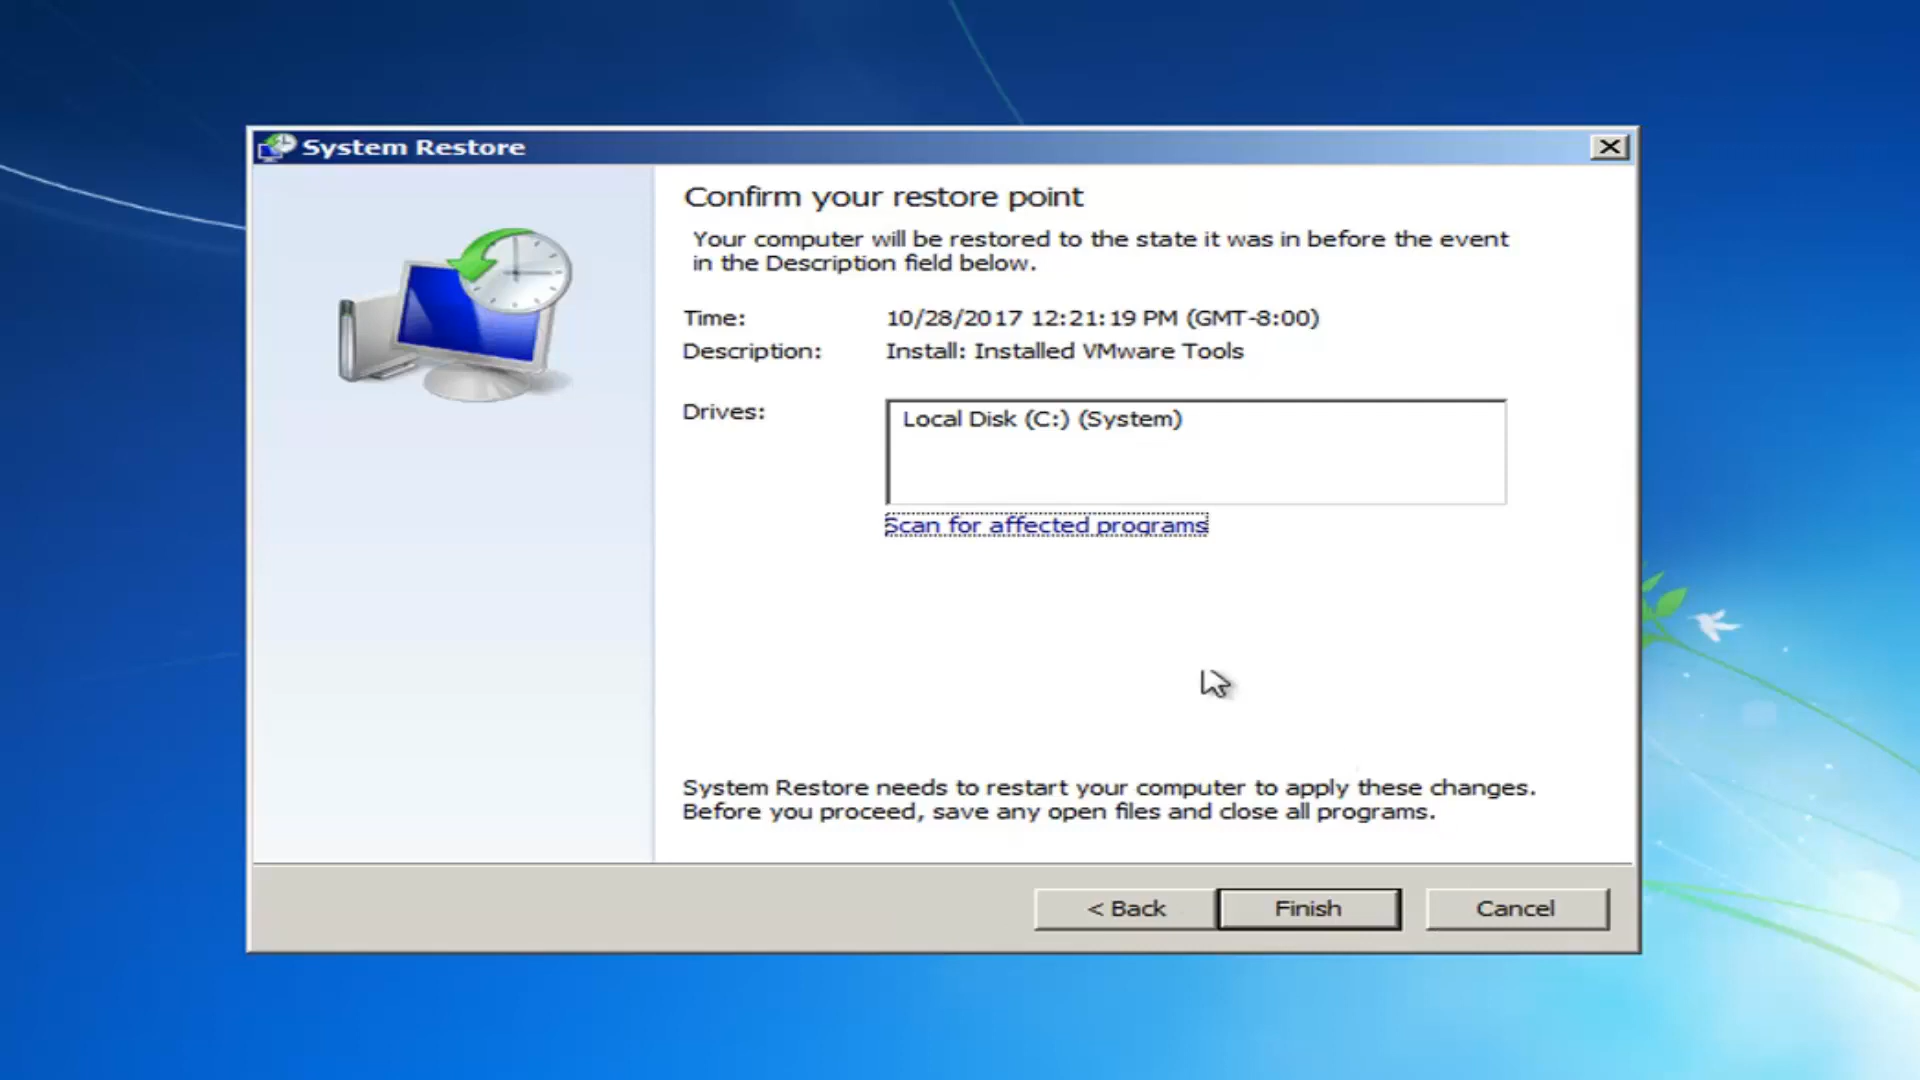 System Restore
Confirm your restore point
Your computer will be restored to the state it was in before the event
in the Description field below.
Time: 10/28/2017 12:21:19 PM (GMT-8:00)
Description: Install: Installed VMware Tools
Drives: Local Disk (C:) (System)
Scan for affected programs
System Restore needs to restart your computer to apply these changes.
Before you proceed, save any open files and close all programs.
< Back Finish Cancel